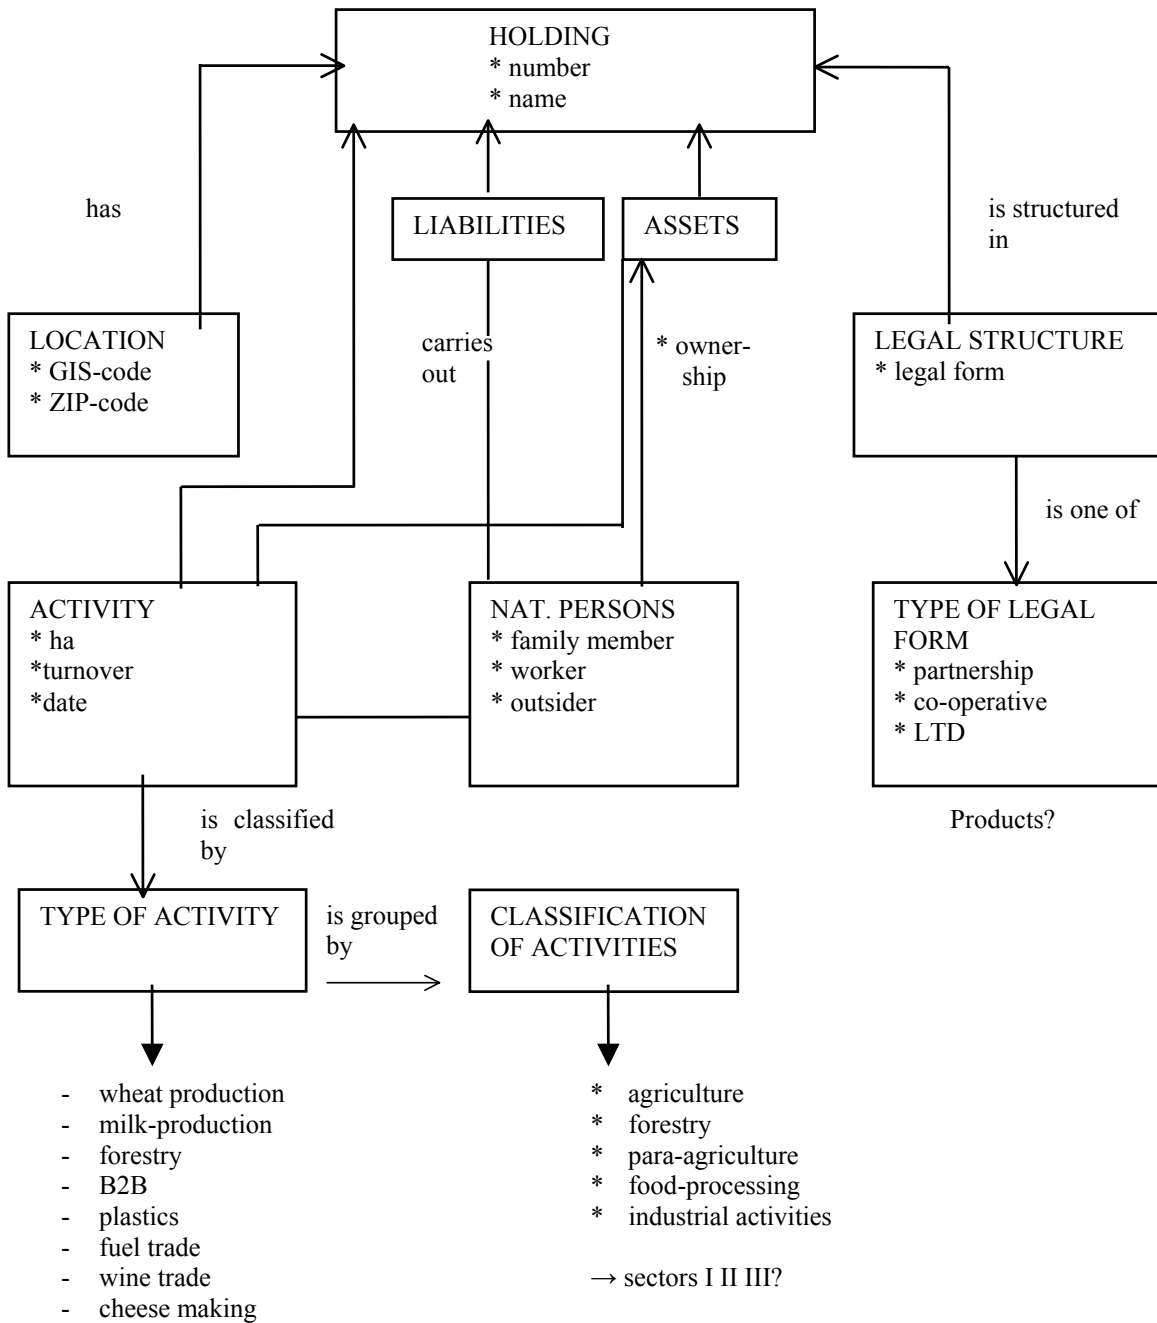 HOLDING
* number
* name
has
LIABILITIES
ASSETS
is structured
in
LOCATION
* GIS-code
* ZIP-code
carries
out
* owner-
ship
LEGAL STRUCTURE
* legal form
is one of
ACTIVITY
* ha
*turnover
*date
NAT. PERSONS
* family member
* worker
* outsider
TYPE OF LEGAL
FORM
* partnership
* co-operative
* LTD
is classified
by
Products?
TYPE OF ACTIVITY
is grouped
by
CLASSIFICATION
OF ACTIVITIES
- wheat production
- milk-production
- forestry
- B2B
- plastics
- fuel trade
- wine trade
- cheese making
* agriculture
* forestry
* para-agriculture
* food-processing
* industrial activities
→ sectors I II III?